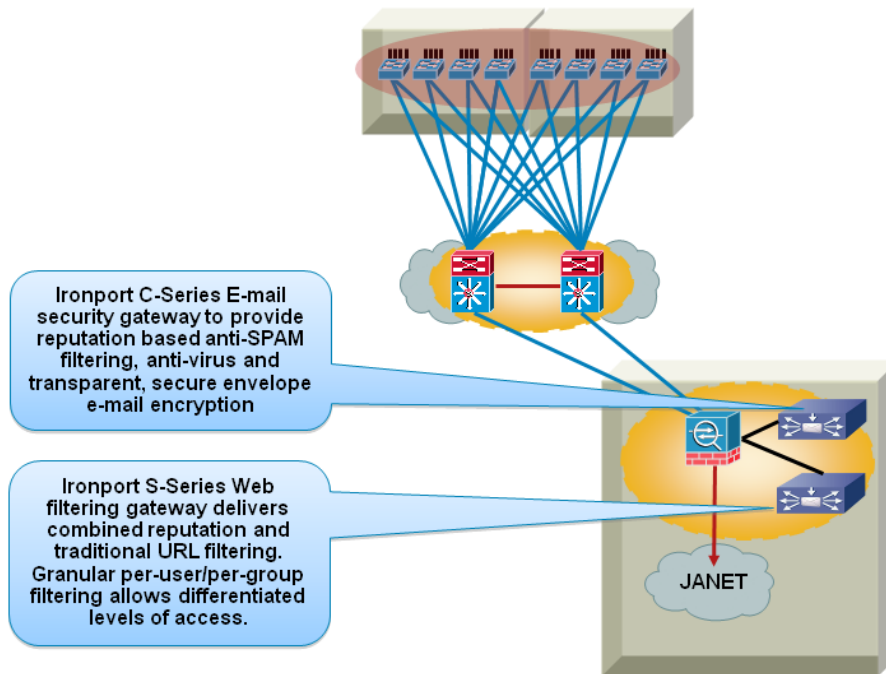 Ironport C-Series E-mail
security gateway to provide
reputation based anti-SPAM
filtering, anti-virus and
transparent, secure envelope
e-mail encryption
Ironport S-Series Web
filtering gateway delivers
combined reputation and
traditional URL filtering.
Granular per-user/per-group
filtering allows differentiated
levels of access.
JANET